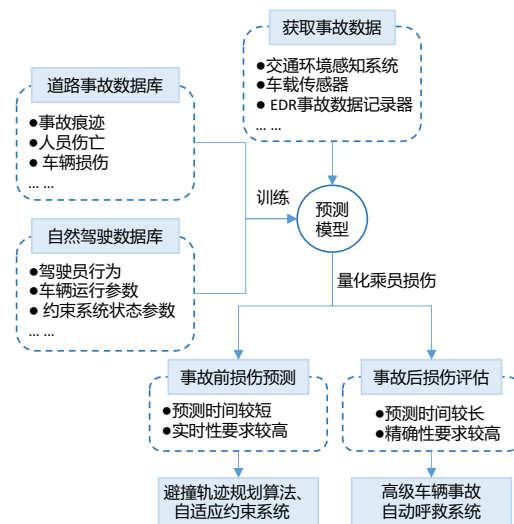 获取事故数据
●交通环境感知系统
●车载传感器
● EDR事故数据记录器
... ...
道路事故数据库
●事故痕迹
●人员伤亡
● 车辆损伤
... ...
训练
预测
模型
自然驾驶数据库
●驾驶员行为
●车辆运行参数
● 约束系统状态参数
... ...
量化乘员损伤
事故前损伤预测
●预测时间较短
●实时性要求较高
事故后损伤评估
●预测时间较长
●精确性要求较高
避撞轨迹规划算法、
自适应约束系统
高级车辆事故
自动呼救系统